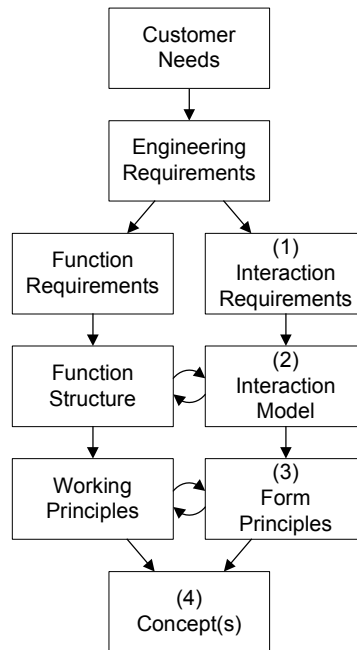 Customer
Needs
Engineering
Requirements
Function
Requirements
(1)
Interaction
Requirements
Function
Structure
(2)
Interaction
Model
Working
Principles
(3)
Form
Principles
(4)
Concept(s)